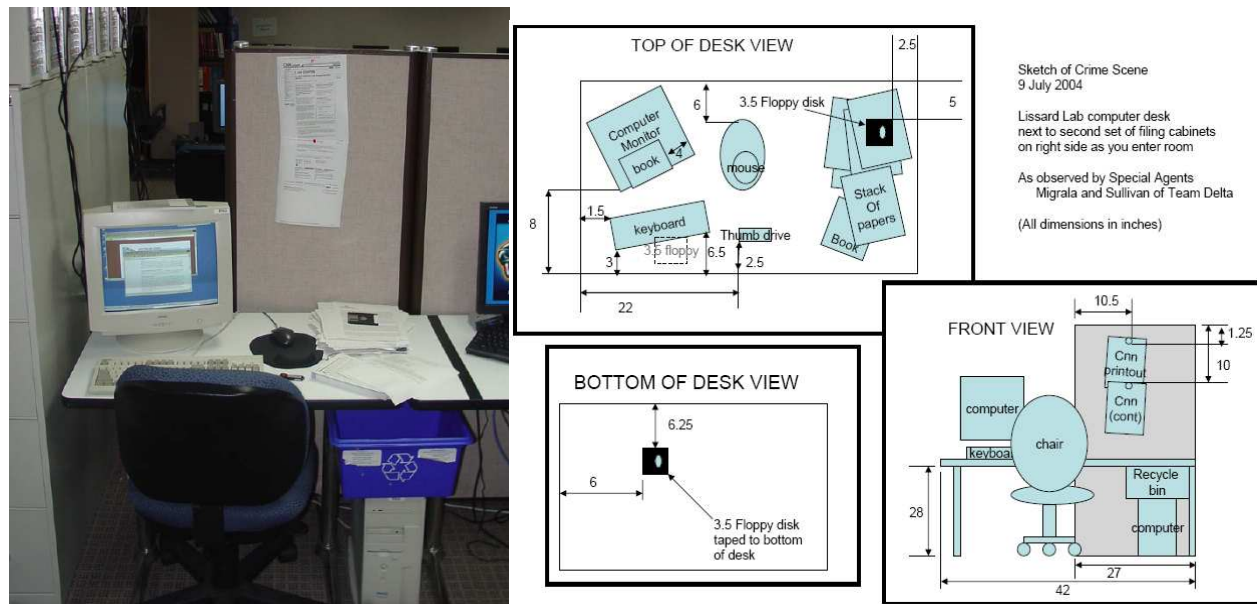 TOP OF DESK VIEW
2.5
5
6
3.5 Floppy disk
Computer
Monitor
book
4
mouse
8
1.5
keyboard
Stack
Of
papers
Thumb drive
Book
3.5 floppy
3
6.5
2.5
22
Sketch of Crime Scene
9 July 2004
Lissard Lab computer desk
next to second set of filing cabinets
on right side as you enter room
As observed by Special Agents
Migrala and Sullivan of Team Delta
(All dimensions in inches)
BOTTOM OF DESK VIEW
6.25
6
3.5 Floppy disk
taped to bottom
of desk
FRONT VIEW
10.5
1.25
10
Cnn
printout
Cnn
(cont)
computer
keyboa
chair
Recycle
bin
computer
28
27
42